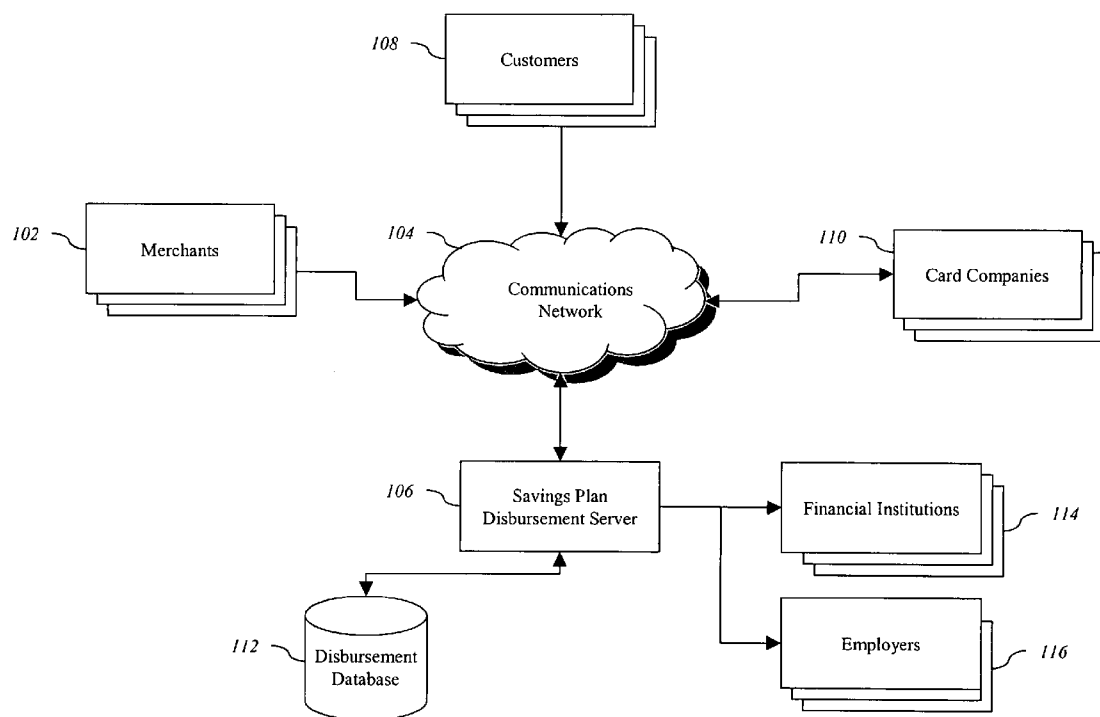 108
Customers
102
Merchants
104
Communications
Network
110
Card Companies
106
Savings Plan
Disbursement Server
Financial Institutions
114
112
Disbursement
Database
Employers
116